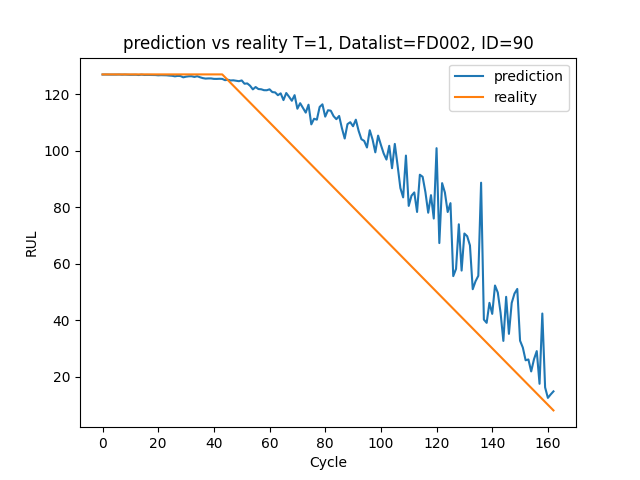 prediction vs reality T=1, Datalist=FD002, ID=90
prediction
reality
RUL
120
100
80
60
40
20
0 20 40 60 80 100 120 140 160
Cycle